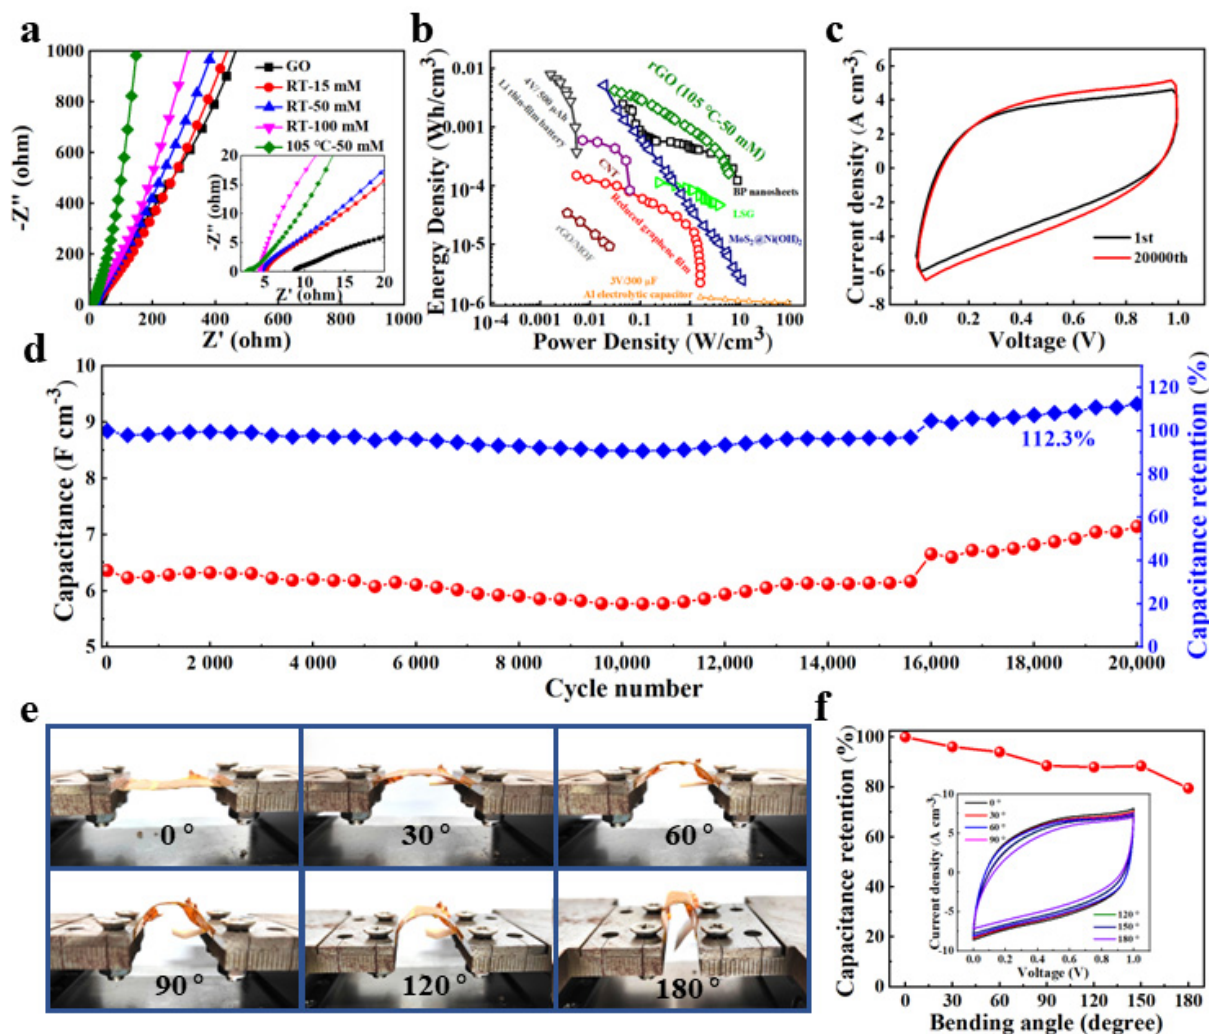 a
-Z'' (ohm)
1000
800
600
400
200
0
GO
RT-15 mM
RT-50 mM
RT-100 mM
105 °C-50 mM
-Z'' (ohm)
20
15
10
5
0
5
10
15
20
Z' (ohm)
0
200
400
600
800
1000
Z' (ohm)
b
Energy Density (Wh/cm³)
0.01
0.001
10-4
10-5
10-6
4V/ 500 μAh
Li thin-film battery
rGO (105 °C-50 mM)
CNT
BP nanosheets
LSG
Reduced graphene film
rGO/MOF
MoS₂@Ni(OH)₂
3V/300 μF
Al electrolytic capacitor
10-4
0.001
0.01
0.1
1
10
100
Power Density (W/cm³)
c
Current density (A cm-3)
6
4
2
0
-2
-4
-6
-8
1st
20000th
0.0
0.2
0.4
0.6
0.8
1.0
Voltage (V)
d
Capacitance (F cm-3)
10
9
8
7
6
5
112.3%
Capacitance retention (%)
120
100
80
60
40
20
0
0
2 000
4 000
6 000
8 000
10,000
12,000
14,000
16,000
18,000
20,000
Cycle number
e
0 °
30 °
60 °
90 °
120 °
180 °
f
Capacitance retention (%)
100
80
60
40
20
0
Current density (A cm-3)
10
5
0
-5
-10
0 °
30 °
60 °
90 °
120 °
150 °
180 °
0.0
0.2
0.4
0.6
0.8
1.0
Voltage (V)
0
30
60
90
120
150
180
Bending angle (degree)